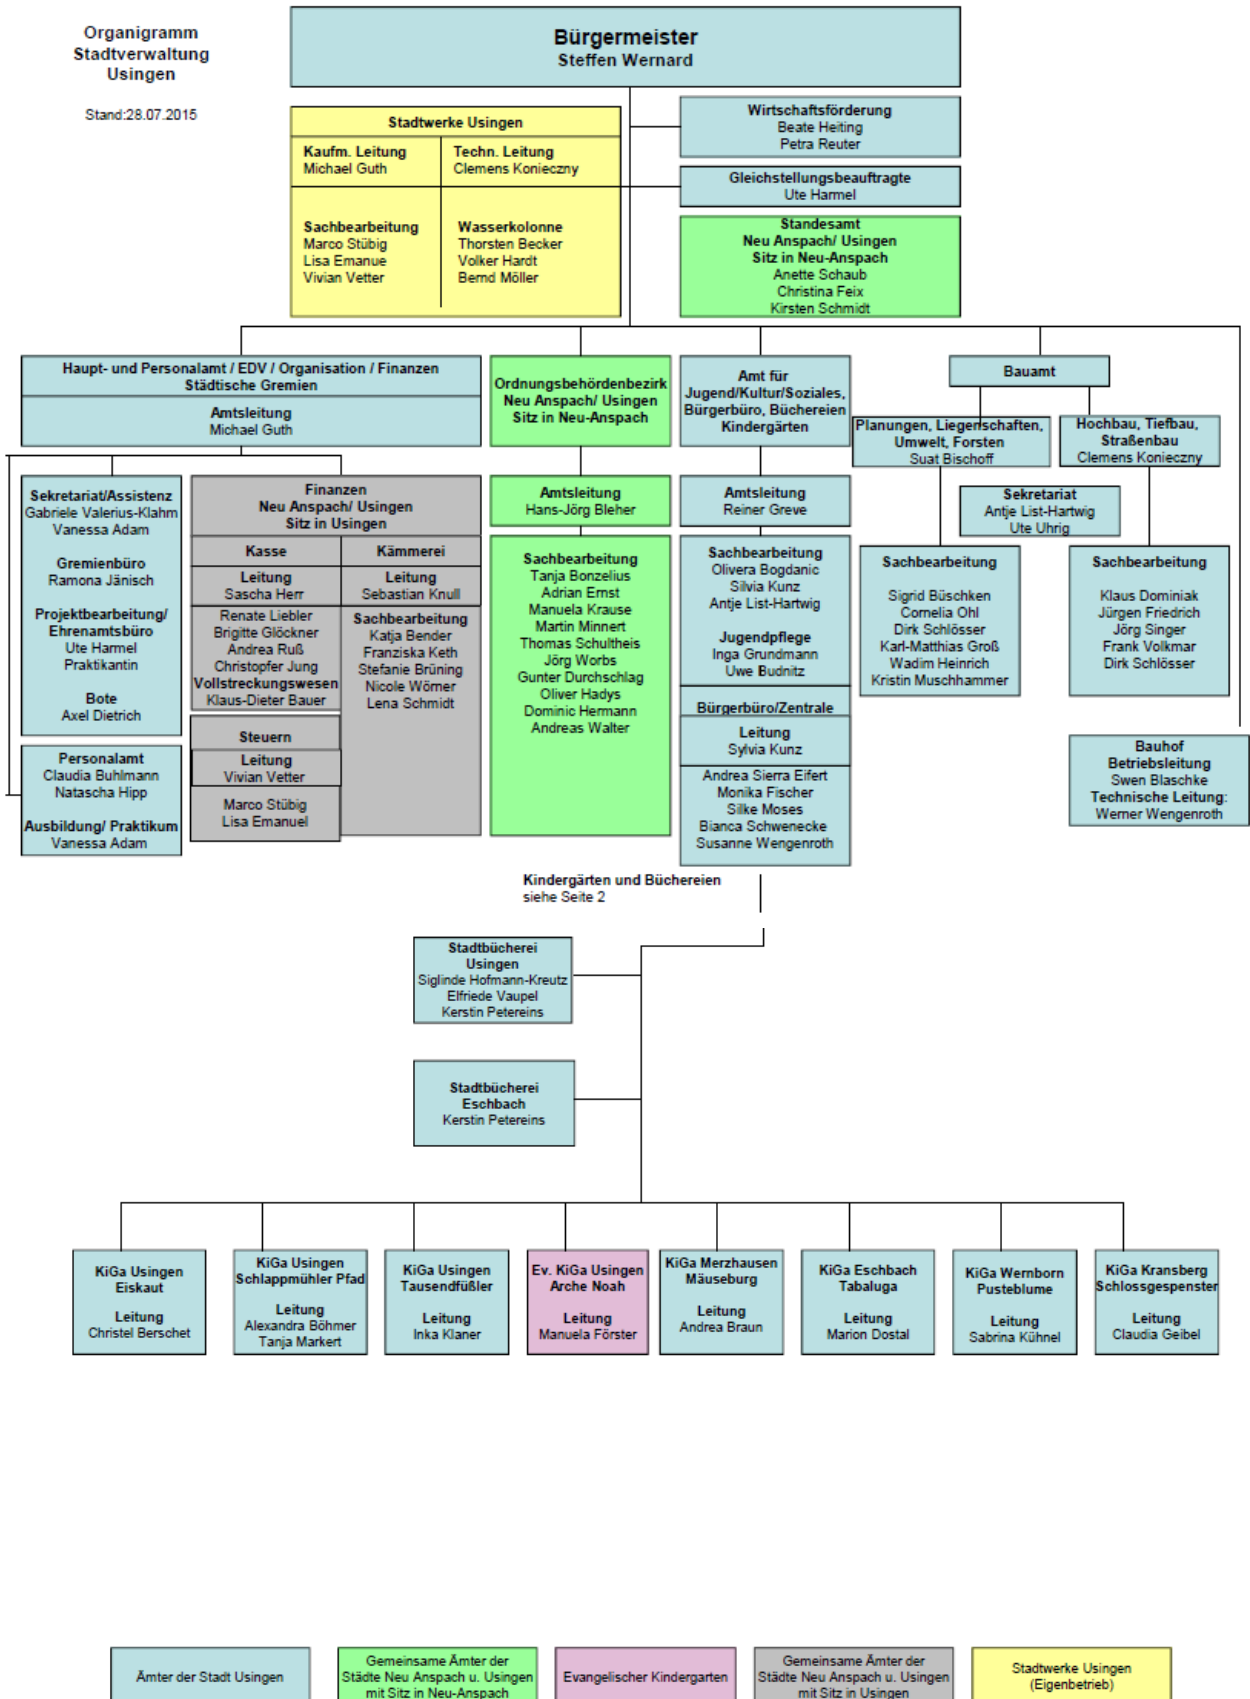 Organigramm
Stadtverwaltung
Usingen
Stand:28.07.2015
Bürgermeister
Steffen Wernard
Stadtwerke Usingen
Kaufm. Leitung
Michael Guth
Techn. Leitung
Clemens Konieczny
Sachbearbeitung
Marco Stübig
Lisa Emanue
Vivian Vetter
Wasserkolonne
Thorsten Becker
Volker Hardt
Bernd Möller
Wirtschaftsförderung
Beate Heiting
Petra Reuter
Gleichstellungsbeauftragte
Ute Harmel
Standesamt
Neu Anspach/ Usingen
Sitz in Neu-Anspach
Anette Schaub
Christina Feix
Kirsten Schmidt
Haupt- und Personalamt / EDV / Organisation / Finanzen
Städtische Gremien
Amtsleitung
Michael Guth
Sekretariat/Assistenz
Gabriele Valerius-Klahm
Vanessa Adam
Gremienbüro
Ramona Jänisch
Projektbearbeitung/
Ehrenamtsbüro
Ute Harmel
Praktikantin
Bote
Axel Dietrich
Personalamt
Claudia Buhlmann
Natascha Hipp
Ausbildung/ Praktikum
Vanessa Adam
Finanzen
Neu Anspach/ Usingen
Sitz in Usingen
Kasse
Leitung
Sascha Herr
Renate Liebler
Brigitte Glöckner
Andrea Ruß
Christopfer Jung
Vollstreckungswesen
Klaus-Dieter Bauer
Steuern
Leitung
Vivian Vetter
Marco Stübig
Lisa Emanuel
Kämmerei
Leitung
Sebastian Knull
Sachbearbeitung
Katja Bender
Franziska Keth
Stefanie Brüning
Nicole Wörner
Lena Schmidt
Ordnungsbehördenbezirk
Neu Anspach/ Usingen
Sitz in Neu-Anspach
Amtsleitung
Hans-Jörg Bleher
Sachbearbeitung
Tanja Bonzelius
Adrian Ernst
Manuela Krause
Martin Minnert
Thomas Schultheis
Jörg Worbs
Gunter Durchschlag
Oliver Hadys
Dominic Hermann
Andreas Walter
Amt für
Jugend/Kultur/Soziales,
Bürgerbüro, Büchereien
Kindergärten
Amtsleitung
Reiner Greve
Sachbearbeitung
Olivera Bogdanic
Silvia Kunz
Antje List-Hartwig
Jugendpflege
Inga Grundmann
Uwe Budnitz
Bürgerbüro/Zentrale
Leitung
Sylvia Kunz
Andrea Sierra Eifert
Monika Fischer
Silke Moses
Bianca Schwenecke
Susanne Wengenroth
Bauamt
Planungen, Liegenschaften,
Umwelt, Forsten
Suat Bischoff
Hochbau, Tiefbau,
Straßenbau
Clemens Konieczny
Sekretariat
Antje List-Hartwig
Ute Uhrig
Sachbearbeitung
Sigrid Büschken
Cornelia Ohl
Dirk Schlösser
Karl-Matthias Groß
Wadim Heinrich
Kristin Muschhammer
Sachbearbeitung
Klaus Dominiak
Jürgen Friedrich
Jörg Singer
Frank Volkmar
Dirk Schlösser
Bauhof
Betriebsleitung
Swen Blaschke
Technische Leitung:
Werner Wengenroth
Kindergärten und Büchereien
siehe Seite 2
Stadtbücherei
Usingen
Siglinde Hofmann-Kreutz
Elfriede Vaupel
Kerstin Petereins
Stadtbücherei
Eschbach
Kerstin Petereins
KiGa Usingen
Eiskaut
Leitung
Christel Berschet
KiGa Usingen
Schlappmühler Pfad
Leitung
Alexandra Böhmer
Tanja Markert
KiGa Usingen
Tausendfüßler
Leitung
Inka Klaner
Ev. KiGa Usingen
Arche Noah
Leitung
Manuela Förster
KiGa Merzhausen
Mäuseburg
Leitung
Andrea Braun
KiGa Eschbach
Tabaluga
Leitung
Marion Dostal
KiGa Wernborn
Pusteblume
Leitung
Sabrina Kühnel
KiGa Kransberg
Schlossgespenster
Leitung
Claudia Geibel
Ämter der Stadt Usingen
Gemeinsame Ämter der
Städte Neu Anspach u. Usingen
mit Sitz in Neu-Anspach
Evangelischer Kindergarten
Gemeinsame Ämter der
Städte Neu Anspach u. Usingen
mit Sitz in Usingen
Stadtwerke Usingen
(Eigenbetrieb)